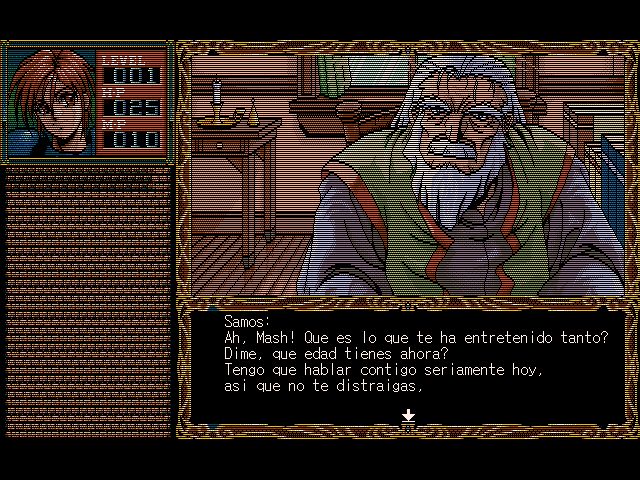 LEVEL
001
HP
025
MP
010
Samos:
Ah, Mash! Que es lo que te ha entretenido tanto?
Dime, que edad tienes ahora?
Tengo que hablar contigo seriamente hoy,
asi que no te distraigas,